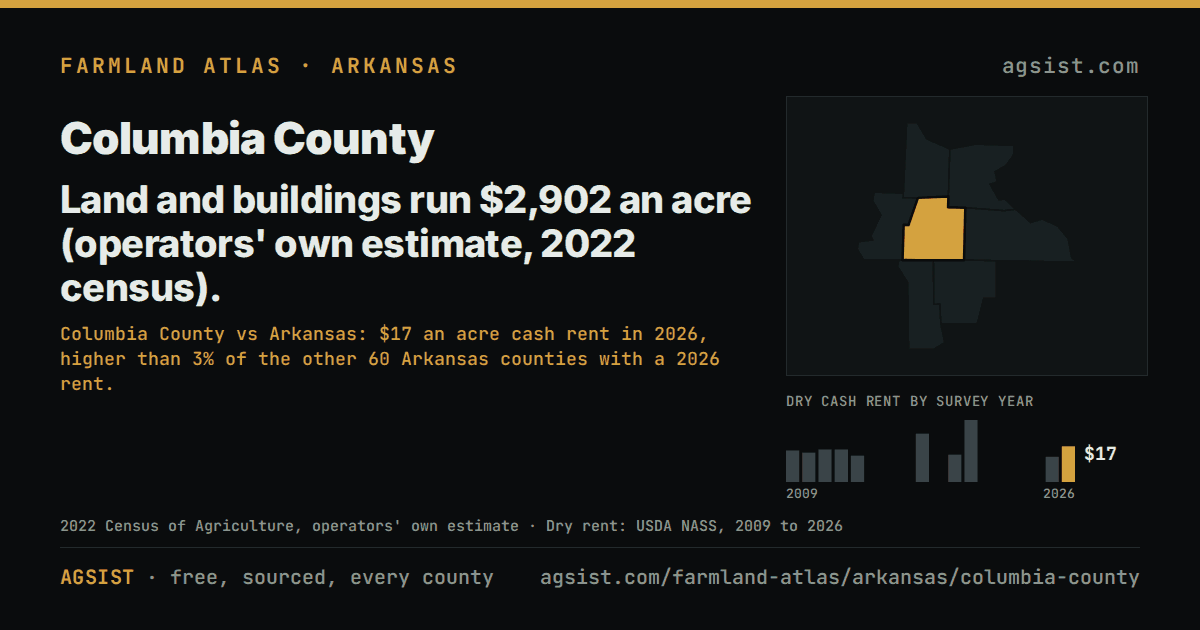 FARMLAND ATLAS · ARKANSAS
agsist.com
Columbia County
Land and buildings run $2,902 an acre
(operators' own estimate, 2022
census).
Columbia County vs Arkansas: $17 an acre cash rent in 2026,
higher than 3% of the other 60 Arkansas counties with a 2026
rent.
DRY CASH RENT BY SURVEY YEAR
$17
2009
2026
2022 Census of Agriculture, operators' own estimate · Dry rent: USDA NASS, 2009 to 2026
AGSIST · free, sourced, every county
agsist.com/farmland-atlas/arkansas/columbia-county